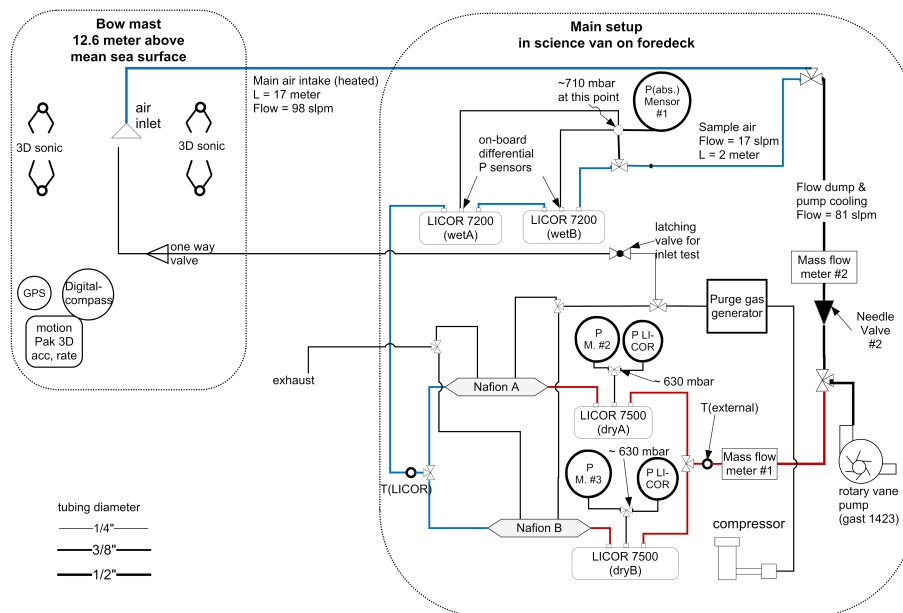 Bow mast
12.6 meter above
mean sea surface
Main setup
in science van on foredeck
Main air intake (heated)
L = 17 meter
Flow = 98 slpm
air
inlet
3D sonic
3D sonic
~710 mbar
at this point
P(abs.)
Mensor
#1
on-board
differential
P sensors
Sample air
Flow = 17 slpm
L = 2 meter
LICOR 7200
(wetA)
LICOR 7200
(wetB)
Flow dump &
pump cooling
Flow = 81 slpm
one way
valve
latching
valve for
inlet test
Mass flow
meter #2
GPS
Digital-
compass
motion
Pak 3D
acc, rate
Purge gas
generator
Needle
Valve
#2
P
M. #2
P LI-
COR
exhaust
~ 630 mbar
Nafion A
LICOR 7500
(dryA)
T(external)
~ 630 mbar
P
M. #3
P LI-
COR
Mass flow
meter #1
T(LICOR)
rotary vane
pump
(gast 1423)
tubing diameter
1/4"
3/8"
1/2"
Nafion B
compressor
LICOR 7500
(dryB)